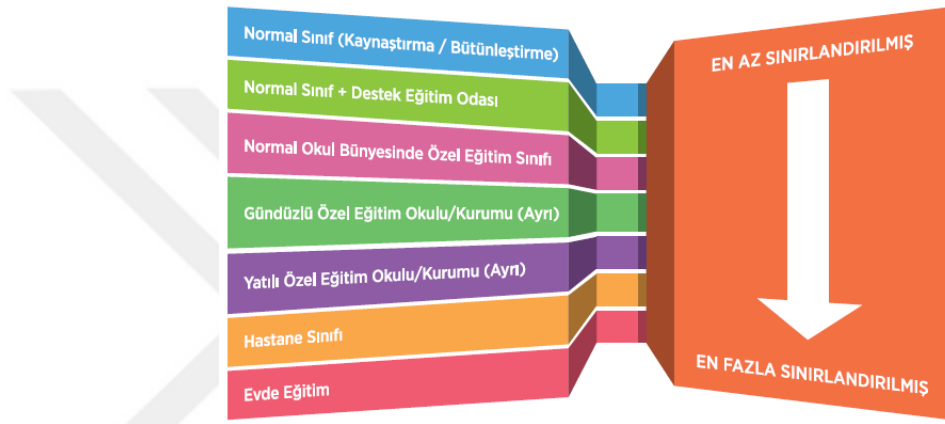 Normal Sınıf (Kaynaştırma / Bütünleştirme)
Normal Sınıf + Destek Eğitim Odası
Normal Okul Bünyesinde Özel Eğitim Sınıfı
Gündüzlü Özel Eğitim Okulu/Kurumu (Ayrı)
Yatılı Özel Eğitim Okulu/Kurumu (Ayrı)
Hastane Sınıfı
Evde Eğitim
EN AZ SINIRLANDIRILMIŞ
EN FAZLA SINIRLANDIRILMIŞ